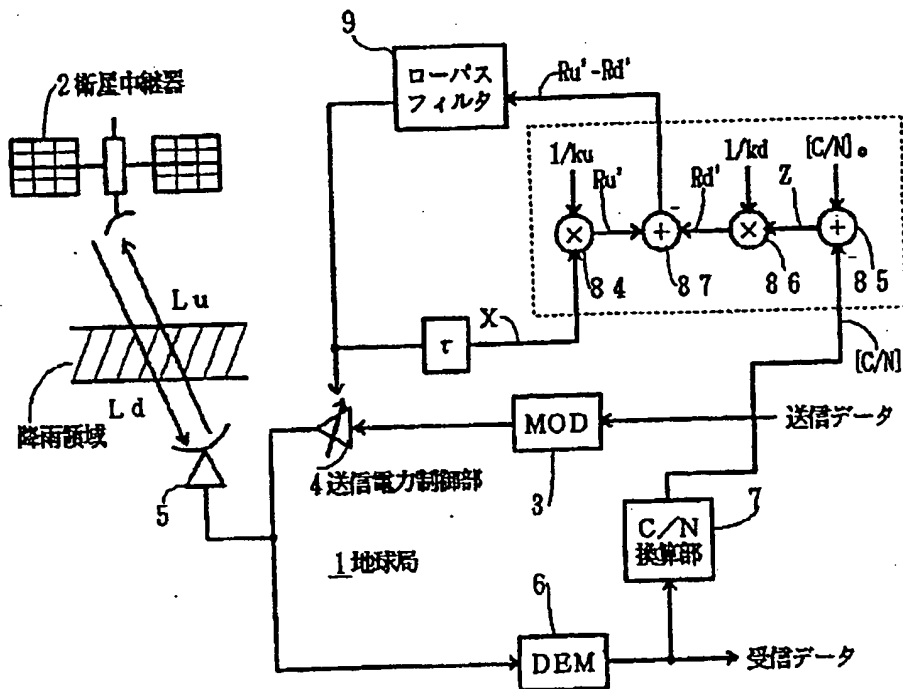 9
ローパス
フィルタ
Ru'-Rd'
2衛星中継器
1/ku
Ru'
1/kd
Rd'
Z
[C/N]。
×
+
-
×
+
-
84
87
86
85
Lu
Ld
降雨領域
τ
X
[C/N]
MOD
3
送信データ
4送信電力制御部
5
1地球局
C/N
換算部
7
6
DEM
受信データ